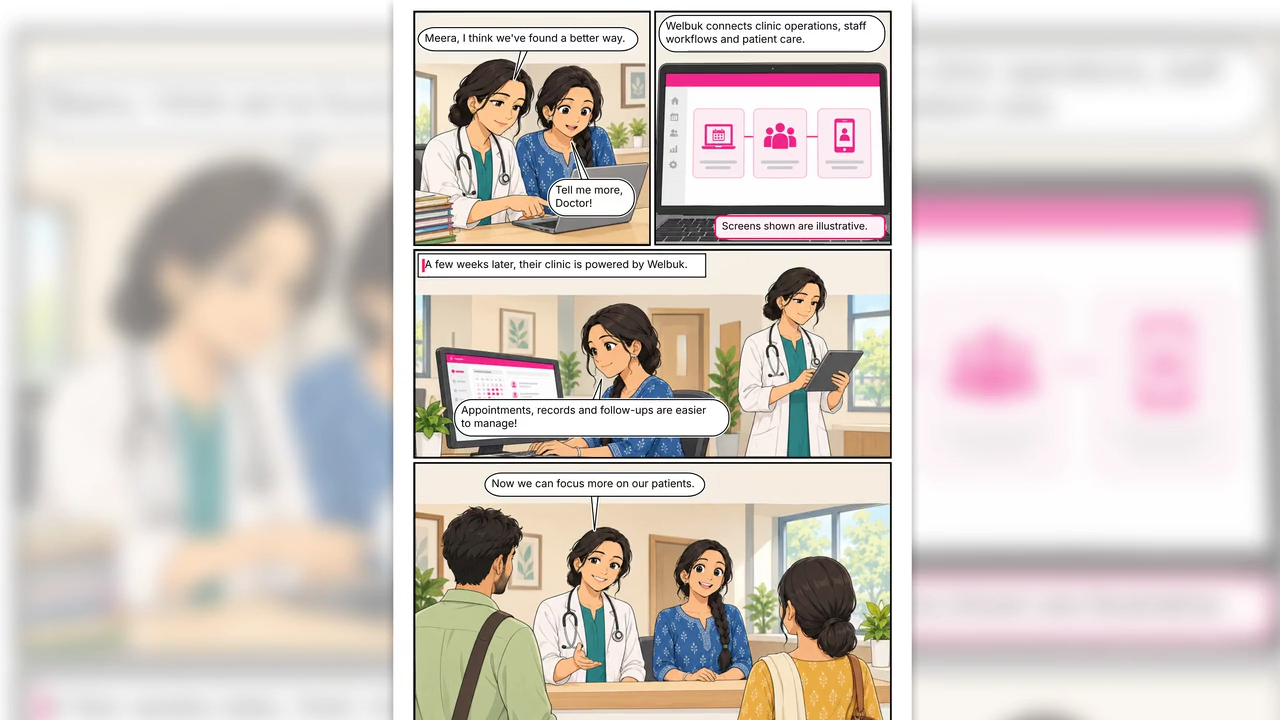 Meera, I think we've found a better way.
Tell me more,
Doctor!
Welbuk connects clinic operations, staff
workflows and patient care.
Screens shown are illustrative.
A few weeks later, their clinic is powered by Welbuk.
Appointments, records and follow-ups are easier
to manage!
Now we can focus more on our patients.